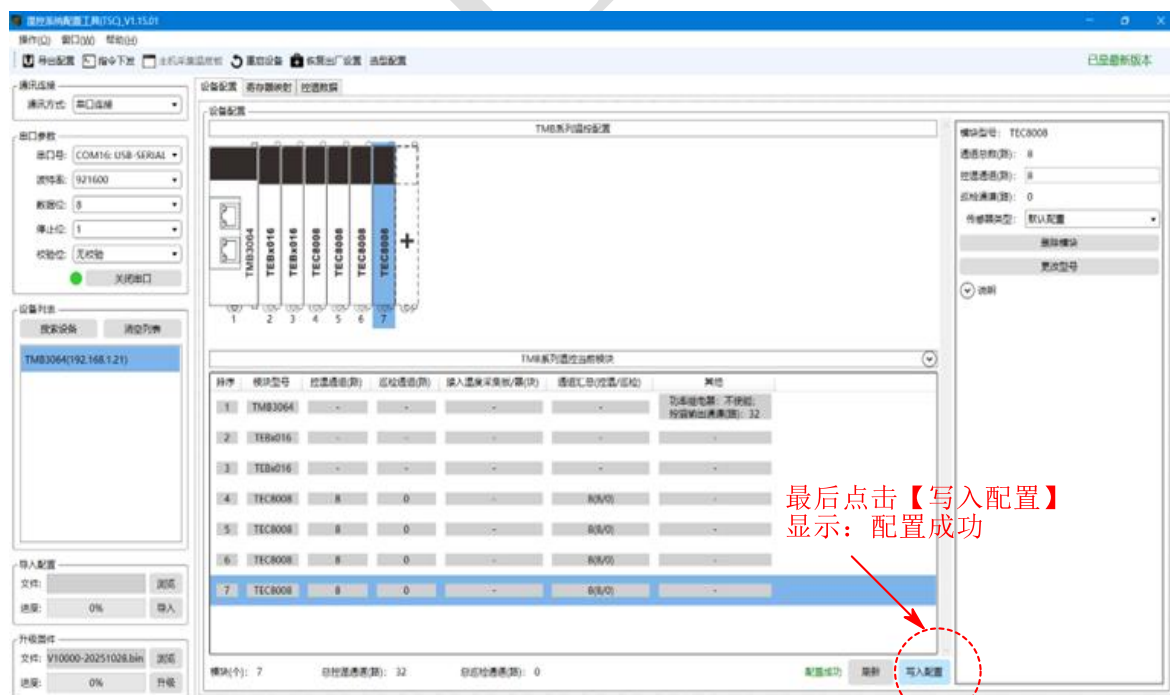 温控系统配置工具(TSC)_V1.15.01
操作(O) 窗口(W) 帮助(H)
导出配置 指令下发 主机采集温度板 重启设备 恢复出厂设置 选型配置 已是最新版本
通讯连接
通讯方式: 串口连接
串口参数
串口号: COM16: USB-SERIAL
波特率: 921600
数据位: 8
停止位: 1
校验位: 无校验
关闭串口
设备列表
搜索设备 清空列表
TMB3064(192.168.1.21)
导入配置
文件: 浏览
进度: 0% 导入
升级固件
文件: V10000-20251028.bin 浏览
进度: 0% 升级
设备配置 寄存器映射 控温数据
设备配置
TMB系列温控配置
TMB3064 TEBx016 TEBx016 TEC8008 TEC8008 TEC8008 TEC8008 +
1 2 3 4 5 6 7
TMB系列温控当前模块
排序 模块型号 控温通道(路) 巡检通道(路) 接入温度采集板/器(块) 通道汇总(控温/巡检) 其他
1 TMB3064 - - - - 功率继电器: 不使能;
控温输出通道(路): 32
2 TEBx016 - - - - -
3 TEBx016 - - - - -
4 TEC8008 8 0 - 8(8/0) -
5 TEC8008 8 0 - 8(8/0) -
6 TEC8008 8 0 - 8(8/0) -
7 TEC8008 8 0 - 8(8/0) -
最后点击【写入配置】
显示：配置成功
模块(个): 7 总控温通道(路): 32 总巡检通道(路): 0 配置成功 刷新 写入配置
模块型号: TEC8008
通道总数(路): 8
控温通道(路): 8
巡检通道(路): 0
传感器类型: 默认配置
删除模块
更改型号
说明